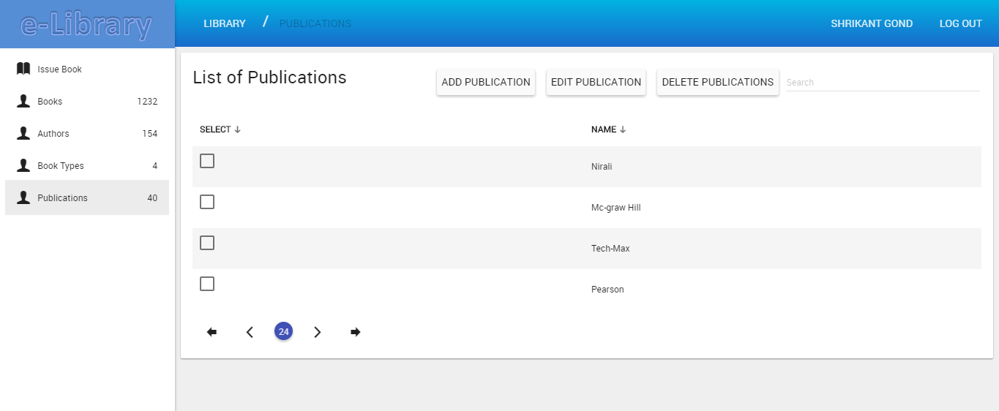 e-Library
LIBRARY / PUBLICATIONS
SHRIKANT GOND
LOG OUT
Issue Book
Books 1232
Authors 154
Book Types 4
Publications 40
List of Publications
ADD PUBLICATION
EDIT PUBLICATION
DELETE PUBLICATIONS
Search
SELECT
NAME
Nirali
Mc-graw Hill
Tech-Max
Pearson
24